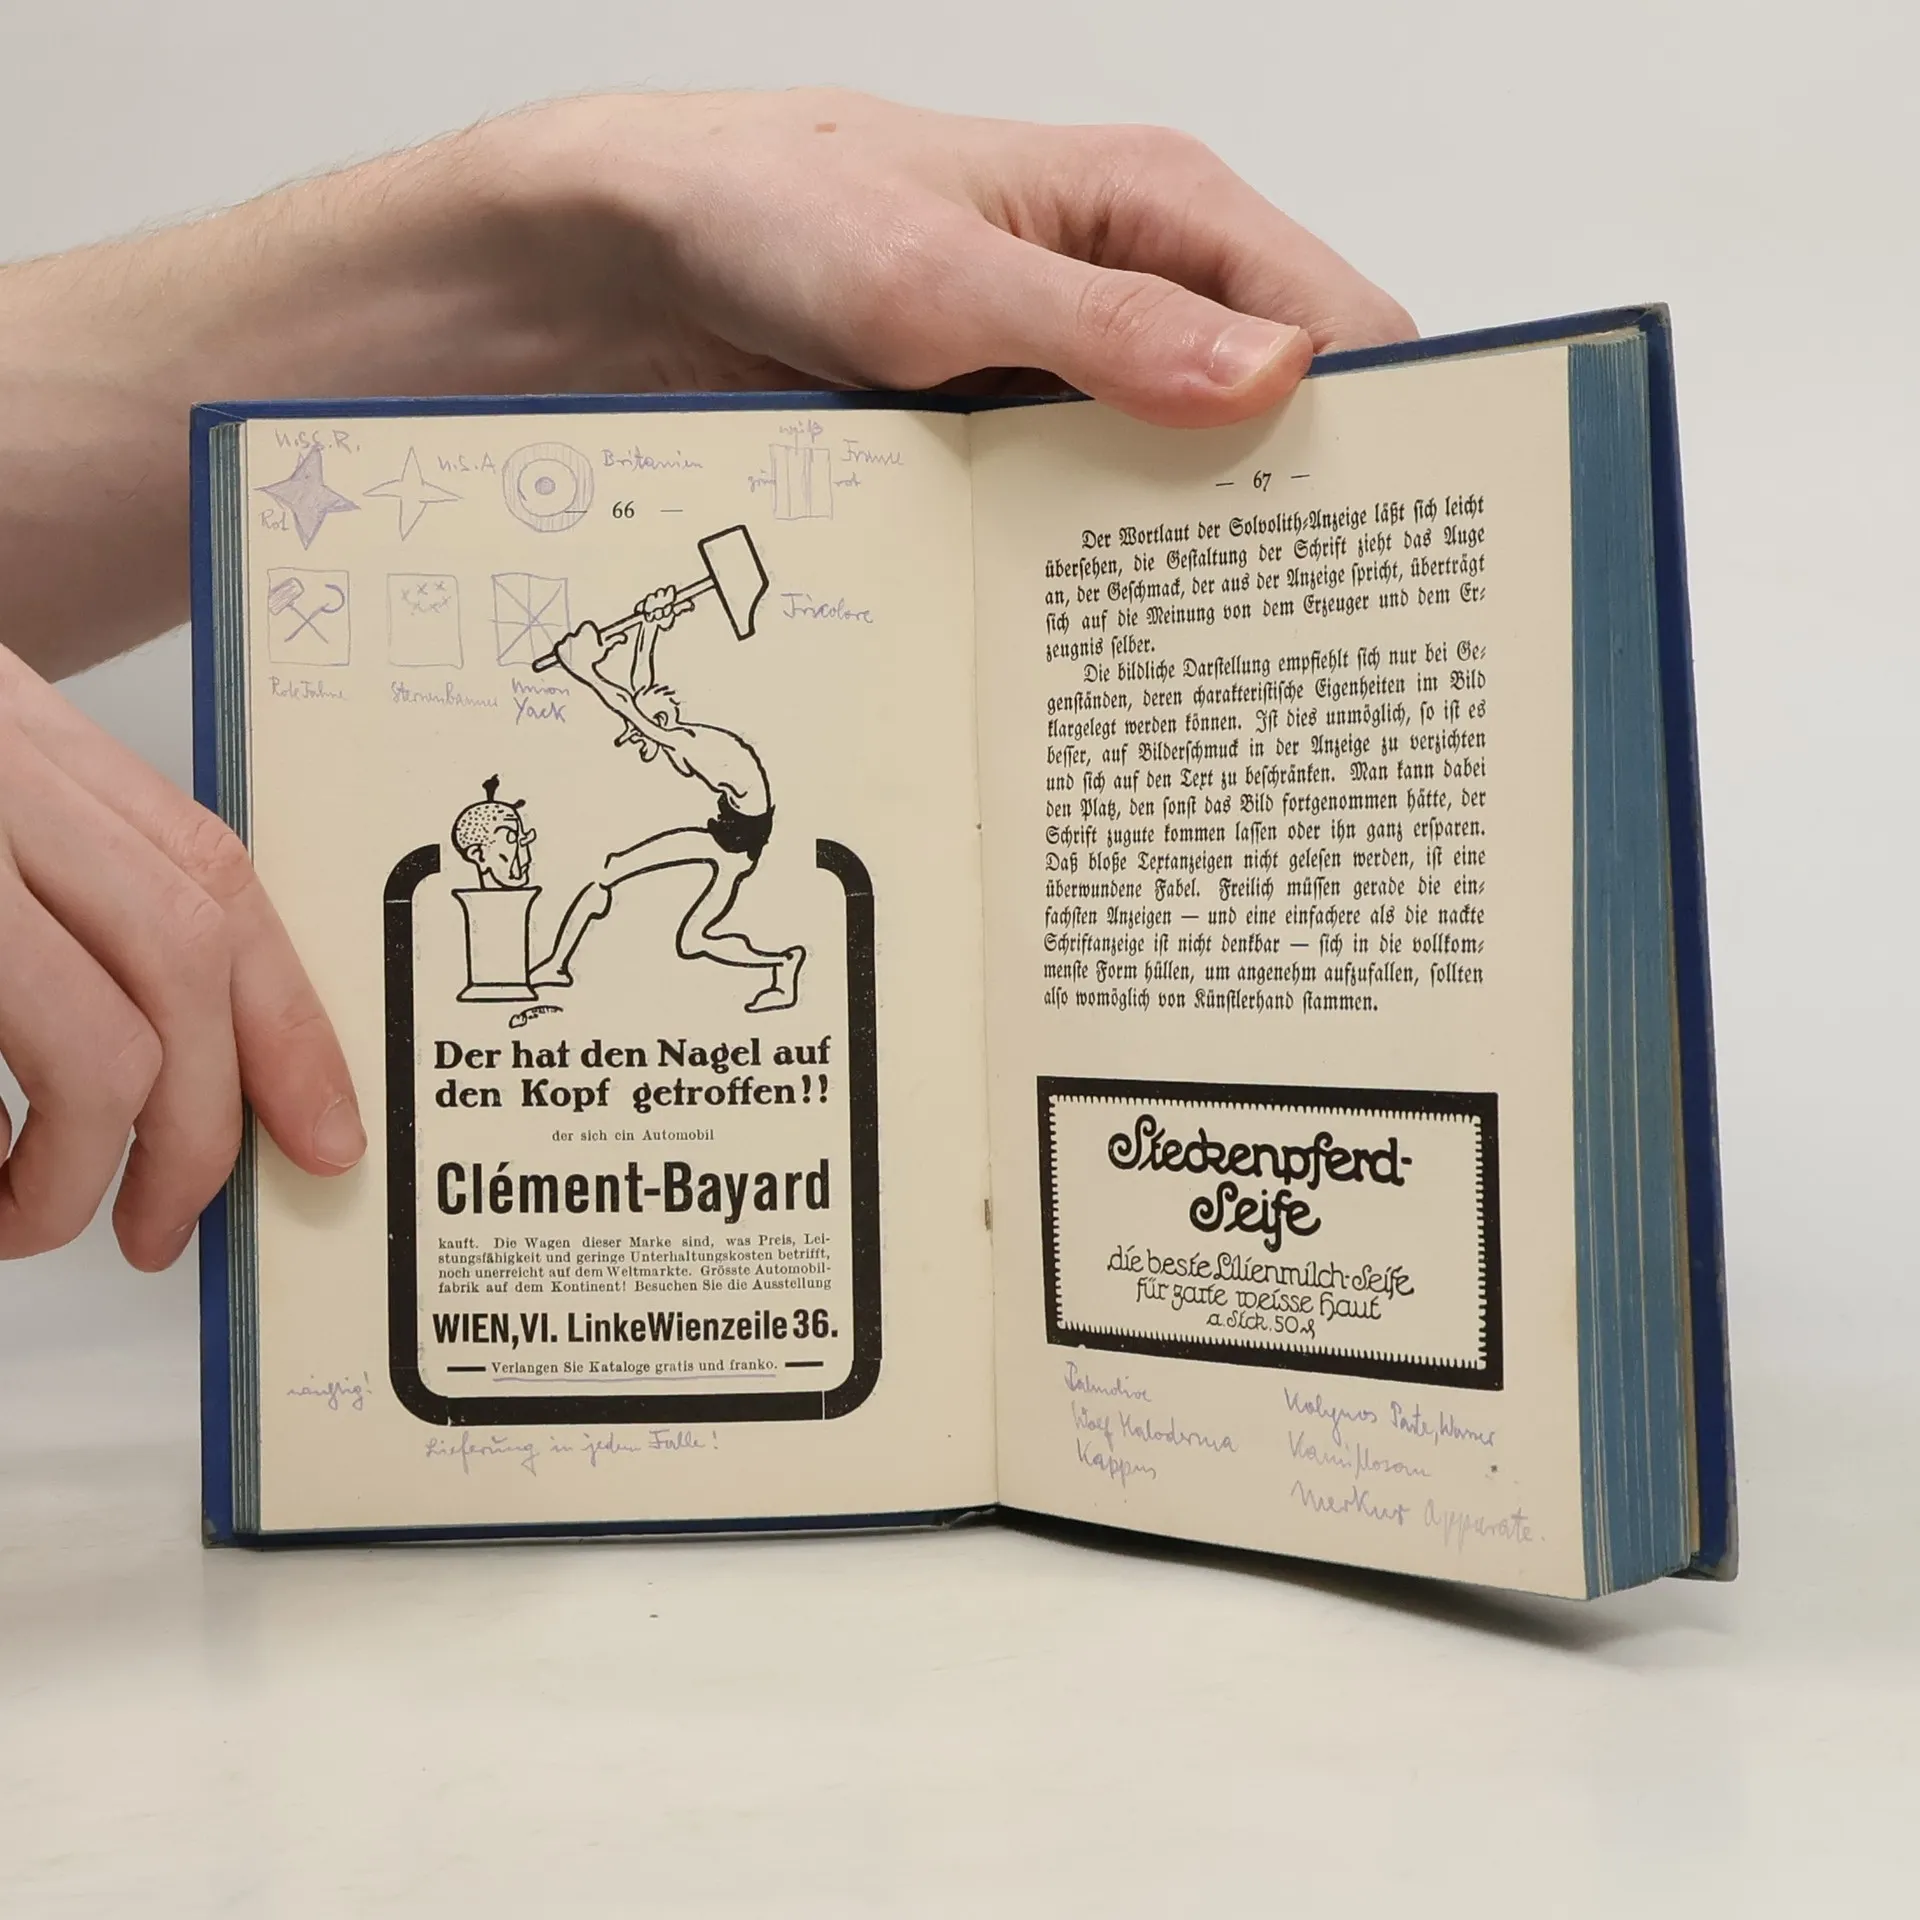 U.S.S.R.
U.S.A
Britanien
weiß
France
grün
rot
Rot
— 66 —
Tricolore
Rote Fahne
Sternenbanner
Union
Yack
Der hat den Nagel auf
den Kopf getroffen!!
der sich ein Automobil
Clément-Bayard
kauft. Die Wagen dieser Marke sind, was Preis, Lei-
stungsfähigkeit und geringe Unterhaltungskosten betrifft,
noch unerreicht auf dem Weltmarkte. Grösste Automobil-
fabrik auf dem Kontinent! Besuchen Sie die Ausstellung
WIEN, VI. Linke Wienzeile 36.
Verlangen Sie Kataloge gratis und franko.
Lieferung in jedem Falle!
— 67 —
Der Wortlaut der Solvolith-Anzeige läßt sich leicht
übersehen, die Gestaltung der Schrift zieht das Auge
an, der Geschmack, der aus der Anzeige spricht, überträgt
sich auf die Meinung von dem Erzeuger und dem Er-
zeugnis selber.
Die bildliche Darstellung empfiehlt sich nur bei Ge-
genständen, deren charakteristische Eigenheiten im Bild
klargelegt werden können. Ist dies unmöglich, so ist es
besser, auf Bilderschmuck in der Anzeige zu verzichten
und sich auf den Text zu beschränken. Man kann dabei
den Platz, den sonst das Bild fortgenommen hätte, der
Schrift zugute kommen lassen oder ihn ganz ersparen.
Daß bloße Textanzeigen nicht gelesen werden, ist eine
überwundene Fabel. Freilich müssen gerade die ein-
fachsten Anzeigen — und eine einfachere als die nackte
Schriftanzeige ist nicht denkbar — sich in die vollkom-
menste Form hüllen, um angenehm aufzufallen, sollten
also womöglich von Künstlerhand stammen.
Steckenpferd-
Seife
die beste Lilienmilch-Seife
für zarte weisse Haut
a. Stck. 50 ₰
Palmolive
Wolf Kaloderma
Kappus
Kolynos Paste,
Kamillosan
Merkur Apparate.